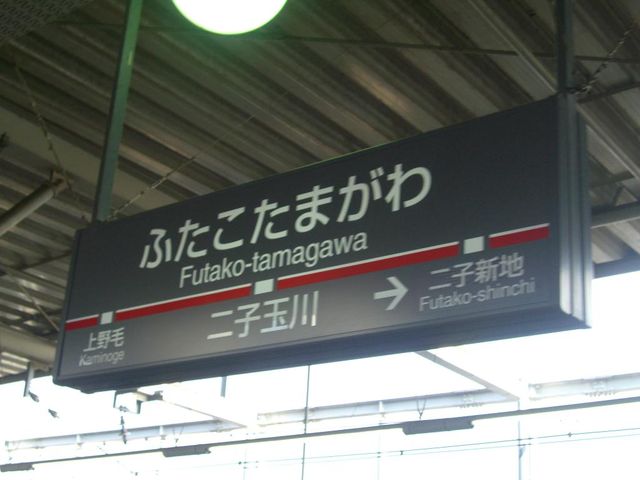 ふたこたまがわ
Futako-tamagawa
上野毛
Kaminoge
二子玉川
→
二子新地
Futako-shinchi